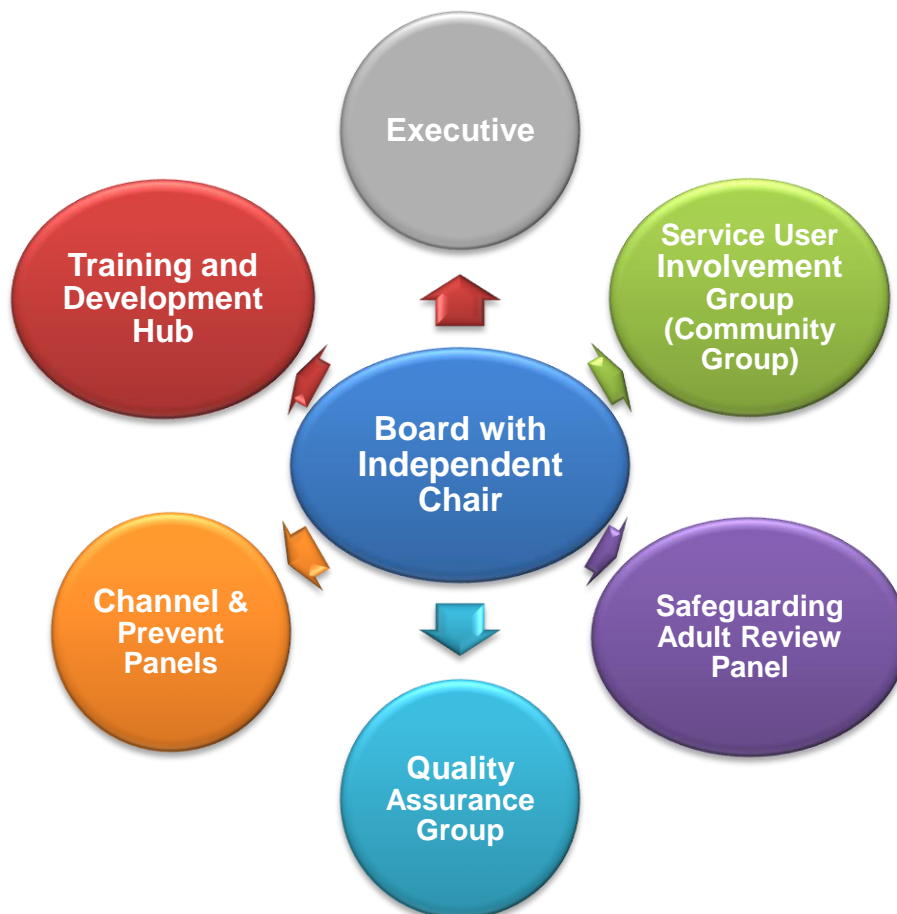 Executive
Training and
Development
Hub
Service User
Involvement
Group
(Community
Group)
Board with
Independent
Chair
Channel &
Prevent
Panels
Safeguarding
Adult Review
Panel
Quality
Assurance
Group